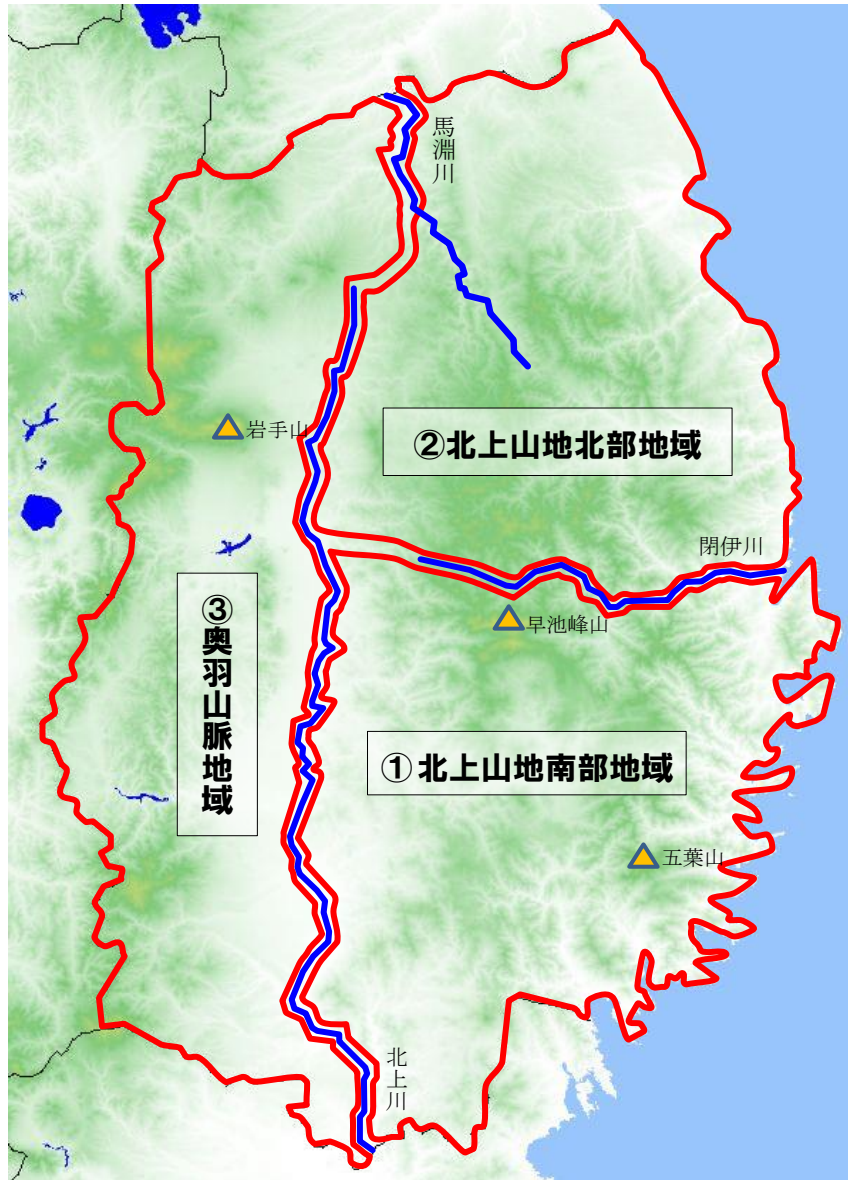 馬淵川
岩手山
②北上山地北部地域
閉伊川
③奥羽山脈地域
早池峰山
①北上山地南部地域
五葉山
北上川